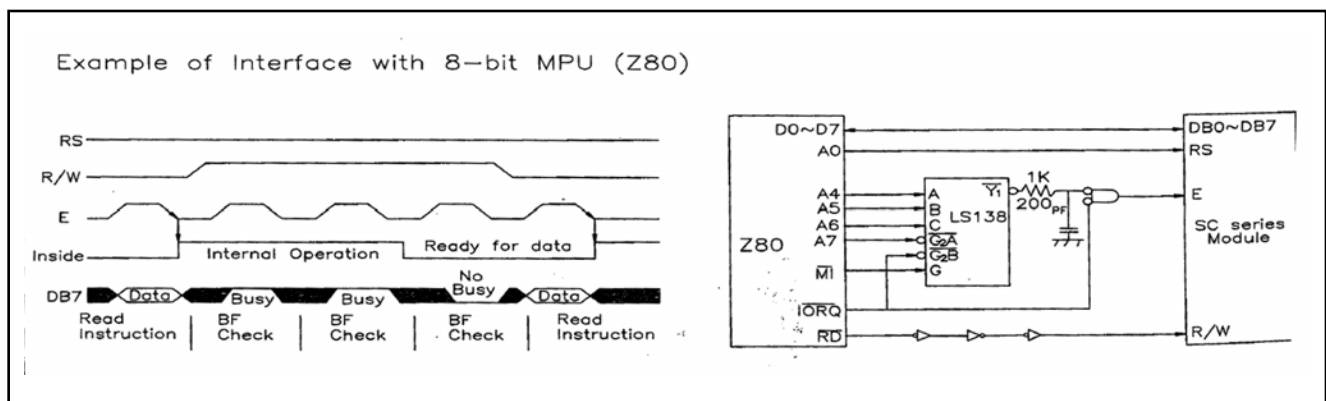 Example of Interface with 8-bit MPU (Z80)
RS
R/W
E
Inside
Internal Operation
Ready for data
DB7
Data
Busy
Busy
No Busy
Data
Read Instruction
BF Check
BF Check
BF Check
Read Instruction
Z80
D0~D7
A0
A4
A5
A6
A7
M1
IORQ
RD
A
B
C
G2A
G2B
G
LS138
Y1
1K
200PF
DB0~DB7
RS
E
SC series Module
R/W